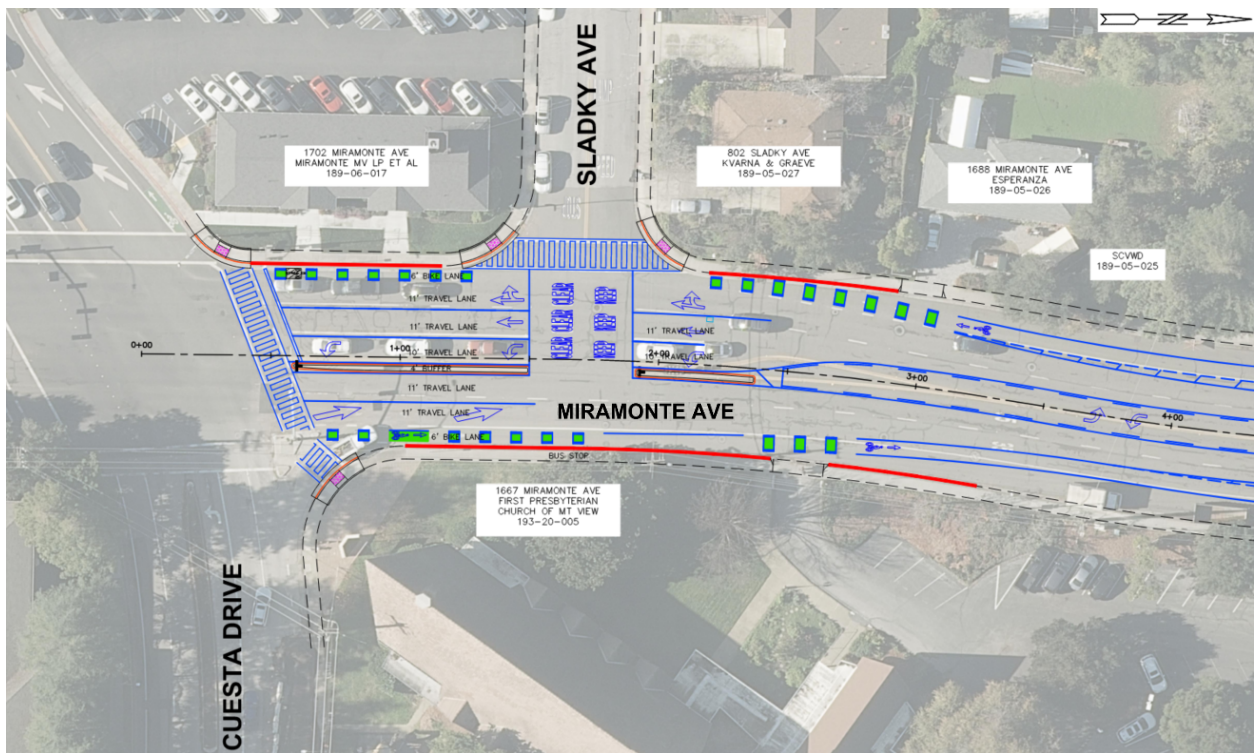 SLADKY AVE
1702 MIRAMONTE AVE
MIRAMONTE MV LP ET AL
189-06-017
802 SLADKY AVE
KVARNA & GRAEVE
189-05-027
1688 MIRAMONTE AVE
ESPERANZA
189-05-026
SCVWD
189-05-025
6' BIKE LANE
11' TRAVEL LANE
11' TRAVEL LANE
11' TRAVEL LANE
0+00
1+00
10' TRAVEL LANE
2+00
10' TRAVEL LANE
4' BUFFER
3+00
11' TRAVEL LANE
4+00
11' TRAVEL LANE
MIRAMONTE AVE
6' BIKE LANE
BUS STOP
1667 MIRAMONTE AVE
FIRST PRESBYTERIAN
CHURCH OF MT VIEW
193-20-005
CUESTA DRIVE